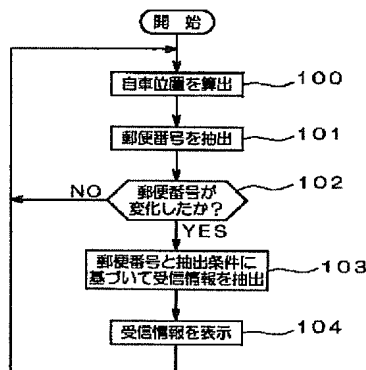 開 始
自車位置を算出
100
郵便番号を抽出
101
郵便番号が
変化したか？
102
NO
YES
郵便番号と抽出条件に
基づいて受信情報を抽出
103
受信情報を表示
104